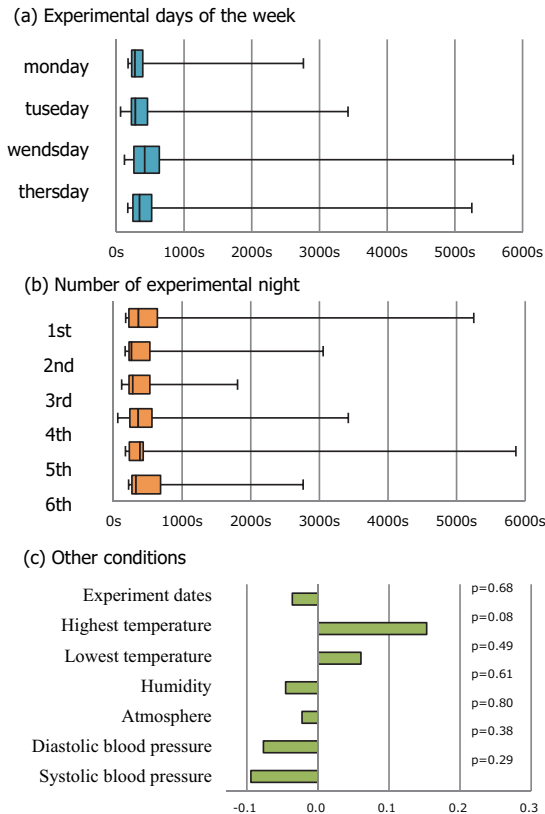 (a) Experimental days of the week
monday
tuseday
wendsday
thersday
0s 1000s 2000s 3000s 4000s 5000s 6000s
(b) Number of experimental night
1st
2nd
3rd
4th
5th
6th
0s 1000s 2000s 3000s 4000s 5000s 6000s
(c) Other conditions
Experiment dates p=0.68
Highest temperature p=0.08
Lowest temperature p=0.49
Humidity p=0.61
Atmosphere p=0.80
Diastolic blood pressure p=0.38
Systolic blood pressure p=0.29
-0.1 0.0 0.1 0.2 0.3